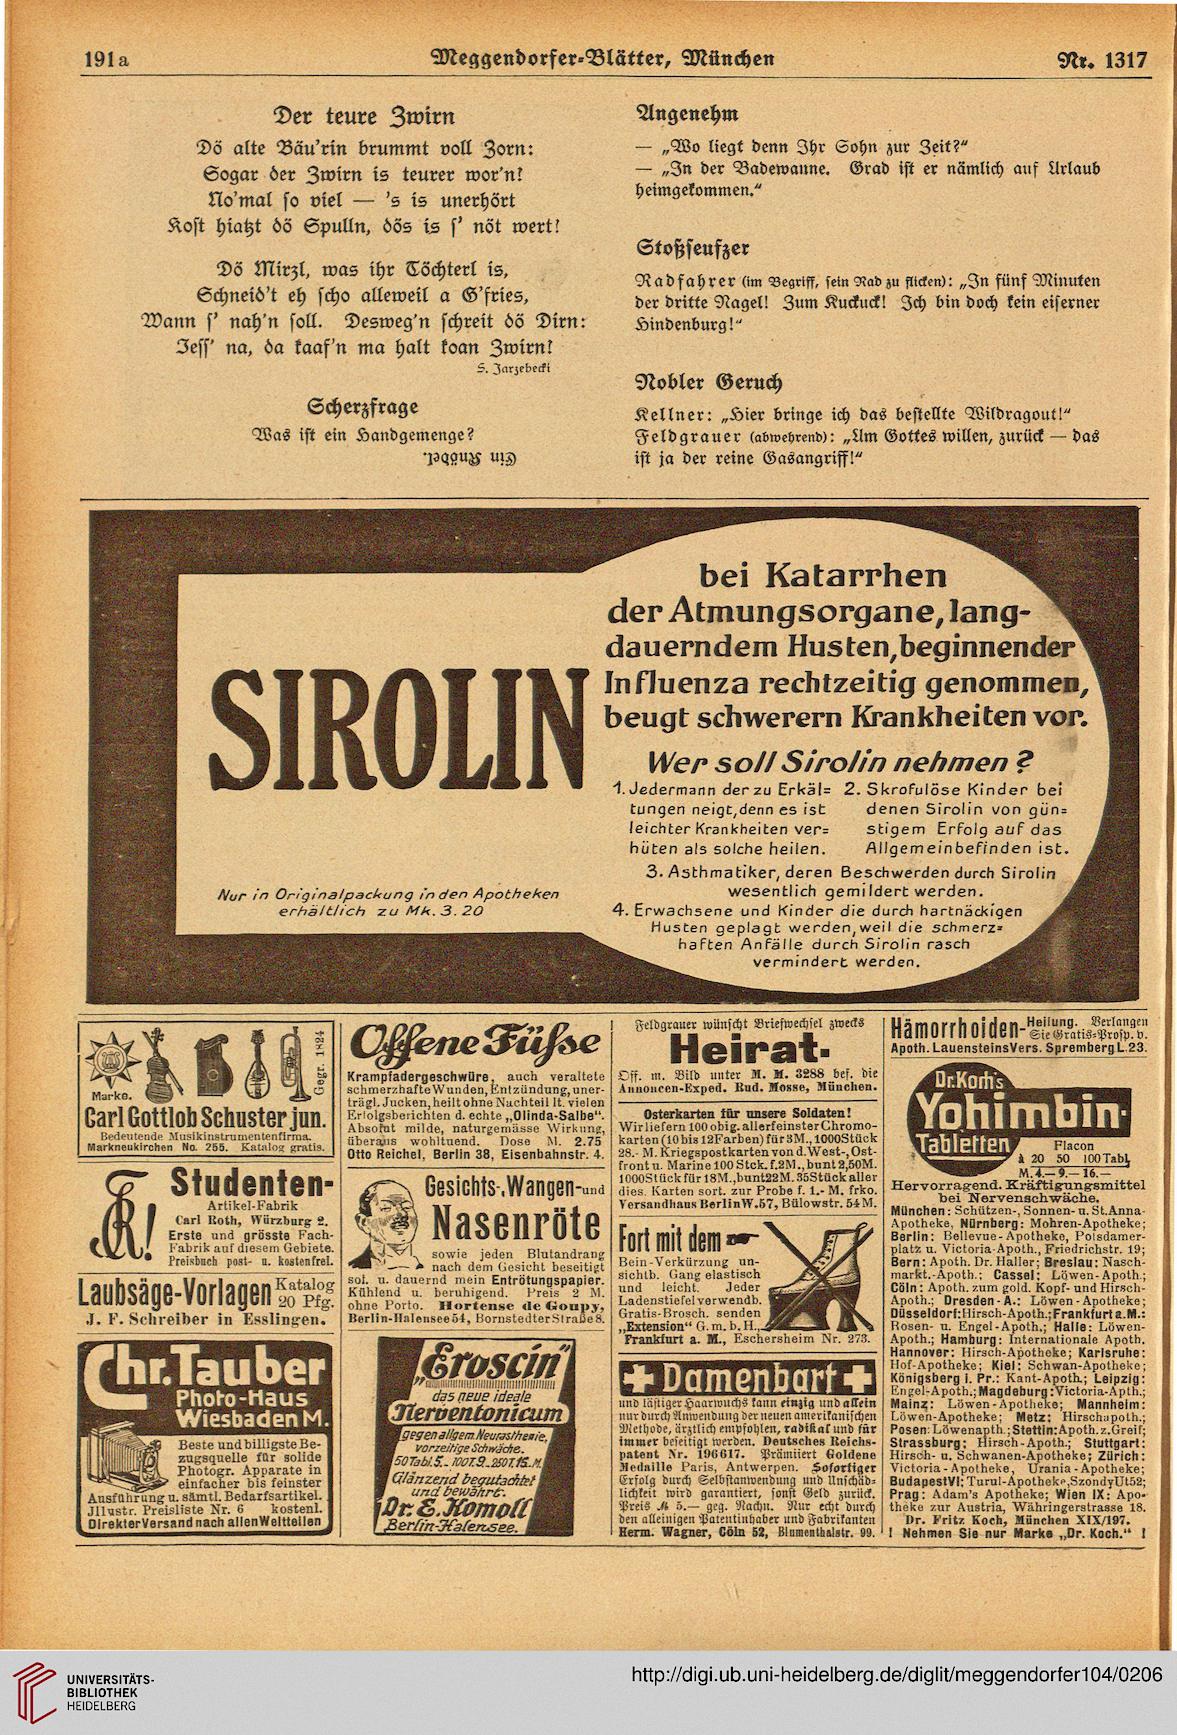 191a
Meggendorfer-Blätter, München
Nr. 1317
Der teure Zwirn
Dö alte Bäu'rin brummt voll Zorn:
Sogar der Zwirn is teurer wor'n!
No'mal so viel — 's is unerhört
Kost hiatzt dö Spulln, dös is s' nöt wert!
Dö Mirzl, was ihr Töchterl is,
Schneid't eh scho alleweil a G'fries,
Wann s' nah'n soll. Desweg'n schreit dö Dirn:
Jess' na, da kaaf'n ma halt koan Zwirn!
S. Jarzebecki
Scherzfrage
Was ist ein Handgemenge?
Ein Knödel.
Angenehm
— „Wo liegt denn Ihr Sohn zur Zeit?"
— „In der Badewanne. Grad ist er nämlich auf Urlaub
heimgekommen."
Stoßseufzer
Radfahrer (im Begriff, sein Rad zu flicken): „In fünf Minuten
der dritte Nagel! Zum Kuckuck! Ich bin doch kein eiserner
Hindenburg!"
Nobler Geruch
Kellner: „Hier bringe ich das bestellte Wildragout!"
Feldgrauer (abwehrend): „Um Gottes willen, zurück — das
ist ja der reine Gasangriff!"
SIROLIN
Nur in Originalpackung in den Apotheken
erhältlich zu Mk. 3.20
bei Katarrhen
der Atmungsorgane, lang-
dauerndem Husten, beginnender
Influenza rechtzeitig genommen,
beugt schwerern Krankheiten vor.
Wer soll Sirolin nehmen?
1. Jedermann der zu Erkäl=
tungen neigt, denn es ist
leichter Krankheiten ver=
hüten als solche heilen.
2. Skrofulöse Kinder bei
denen Sirolin von gün=
stigem Erfolg auf das
Allgemeinbefinden ist.
3. Asthmatiker, deren Beschwerden durch Sirolin
wesentlich gemildert werden.
4. Erwachsene und Kinder die durch hartnäckigen
Husten geplagt werden, weil die schmerz=
haften Anfälle durch Sirolin rasch
vermindert werden.
Marke.
Gegr. 1824
Carl Gottlob Schuster jun.
Bedeutende Musikinstrumentenfirma.
Markneukirchen No. 255. Katalog gratis.
Studenten-
Artikel-Fabrik
Carl Roth, Würzburg 2.
Erste und grösste Fach-
Fabrik auf diesem Gebiete.
Preisbuch post- u. kostenfrei.
Laubsäge-Vorlagen Katalog
20 Pfg.
J. F. Schreiber in Esslingen.
Chr. Tauber
Photo-Haus
Wiesbaden M.
Beste und billigste Be-
zugsquelle für solide
Photogr. Apparate in
einfacher bis feinster
Ausführung u. sämtl. Bedarfsartikel.
Jllustr. Preisliste Nr. 6 kostenl.
Direkter Versand nach allen Weltteilen
Offene Füße
Krampfadergeschwüre, auch veraltete
schmerzhafte Wunden, Entzündung, uner-
trägl. Jucken, heilt ohne Nachteil lt. vielen
Erfolgsberichten d. echte „Olinda-Salbe".
Absolut milde, naturgemässe Wirkung,
überaus wohltuend. Dose M. 2.75
Otto Reichel, Berlin 38, Eisenbahnstr. 4.
Gesichts-, Wangen- und
Nasenröte
sowie jeden Blutandrang
nach dem Gesicht beseitigt
sof. u. dauernd mein Entrötungspapier.
Kühlend u. beruhigend. Preis 2 M.
ohne Porto. Hortense de Goupy,
Berlin-Halensee 54, Bornstedter Straße 8.
„Eroscin"
das neue ideale
Nerventonicum
gegen allgem. Neurasthenie,
vorzeitige Schwäche.
50 Tabl. 5.. 100 T. 9.. 250 T. 15.. M.
Glänzend begutachtet
und bewährt.
Dr. E. Komoll
Berlin-Halensee.
Feldgrauer wünscht Briefwechsel zwecks
Heirat.
Off. m. Bild unter M. M. 3288 bef. die
Annoncen-Exped. Rud. Mosse, München.
Osterkarten für unsere Soldaten!
Wir liefern 100 obig. allerfeinster Chromo-
karten (10 bis 12 Farben) für 3 M., 1000 Stück
28.- M. Kriegspostkarten von d. West-, Ost-
front u. Marine 100 Stck. f. 2 M., bunt 2,50 M.
1000 Stück für 18 M., bunt 22 M. 35 Stück aller
dies. Karten sort. zur Probe f. 1.- M. frko.
Versandhaus Berlin W. 57, Bülowstr. 54 M.
Fort mit dem
Bein-Verkürzung un-
sichtb. Gang elastisch
und leicht. Jeder
Ladenstiefel verwendb.
Gratis-Brosch. senden
„Extension" G. m. b. H.,
Frankfurt a. M., Eschersheim Nr. 273.
Damenbart
und lästiger Haarwuchs kann einzig und allein
nur durch Anwendung der neuen amerikanischen
Methode, ärztlich empfohlen, radikal und für
immer beseitigt werden. Deutsches Reichs-
patent Nr. 196617. Prämiiert Goldene
Medaille Paris, Antwerpen. Sofortiger
Erfolg durch Selbstanwendung und Unschäd=
lichkeit wird garantiert, sonst Geld zurück.
Preis M 5.— geg. Nachn. Nur echt durch
den alleinigen Patentinhaber und Fabrikanten
Herm. Wagner, Cöln 52, Blumenthalstr. 99.
Hämorrhoiden-Heilung. Verlangen
Sie Gratis-Prosp. v.
Apoth. Lauensteins Vers. Spremberg L. 23.
Dr. Koch's
Yohimbin-
Tabletten
Flacon
à 20 50 100 Tabl.
M. 4.— 9.— 16.—
Hervorragend. Kräftigungsmittel
bei Nervenschwäche.
München: Schützen-, Sonnen- u. St. Anna-
Apotheke, Nürnberg: Mohren-Apotheke;
Berlin: Bellevue-Apotheke, Potsdamer-
platz u. Victoria-Apoth., Friedrichstr. 19;
Bern: Apoth. Dr. Haller; Breslau: Nasch-
markt.-Apoth.; Cassel: Löwen-Apoth.;
Cöln: Apoth. zum gold. Kopf- und Hirsch-
Apoth.; Dresden-A.: Löwen-Apotheke;
Düsseldorf: Hirsch-Apoth.; Frankfurt a. M.:
Rosen- u. Engel-Apoth.; Halle: Löwen-
Apoth.; Hamburg: Internationale Apoth.
Hannover: Hirsch-Apotheke; Karlsruhe:
Hof-Apotheke; Kiel: Schwan-Apotheke;
Königsberg i. Pr.: Kant-Apoth.; Leipzig:
Engel-Apoth.; Magdeburg: Victoria-Apth.;
Mainz: Löwen-Apotheke; Mannheim:
Löwen-Apotheke; Metz: Hirschapoth.;
Posen: Löwenapth.; Stettin: Apoth. z. Greif;
Strassburg: Hirsch-Apoth.; Stuttgart:
Hirsch- u. Schwanen-Apotheke; Zürich:
Victoria-Apotheke, Urania-Apotheke;
Budapest VI: Turul-Apotheke, Szondy Ut 52;
Prag: Adam's Apotheke; Wien IX: Apo-
theke zur Austria, Währingerstrasse 18.
Dr. Fritz Koch, München XIX/197.
! Nehmen Sie nur Marke „Dr. Koch." !
UNIVERSITÄTS-
BIBLIOTHEK
HEIDELBERG
http://digi.ub.uni-heidelberg.de/diglit/meggendorfer104/0206